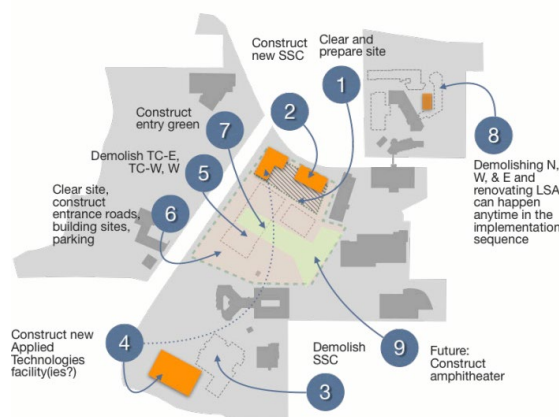 Construct
new SSC
Clear and
prepare site
1
2
Construct
entry green
7
8
Demolish TC-E,
TC-W, W
5
Demolishing N,
W, & E and
renovating LSA
can happen
anytime in the
implementation
sequence
Clear site,
construct
entrance roads,
building sites,
parking
6
Construct new
Applied
Technologies
facility(ies?)
4
Demolish
SSC
3
9
Future:
Construct
amphitheater